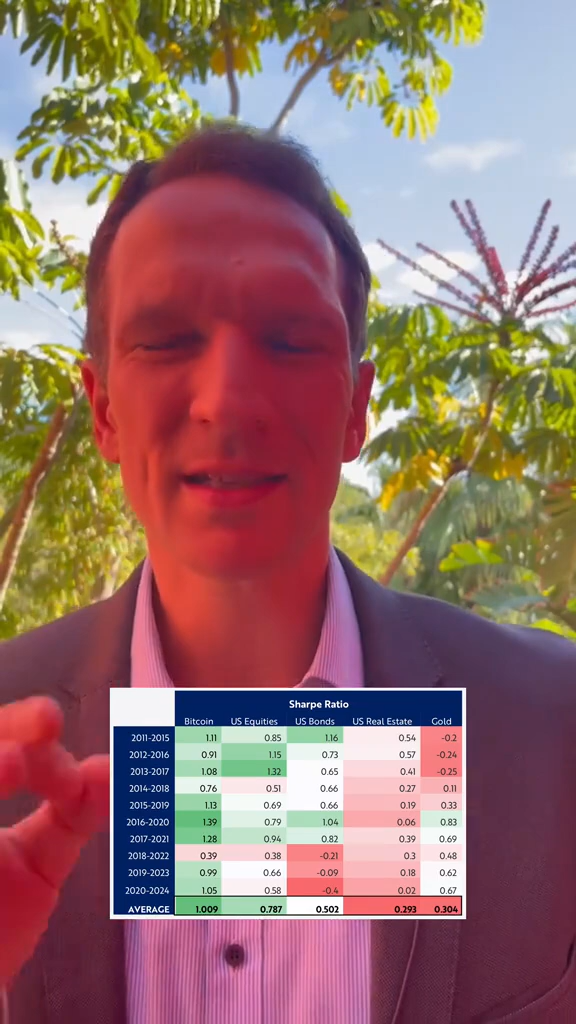 Sharpe Ratio
Bitcoin US Equities US Bonds US Real Estate Gold
2011-2015 1.11 0.85 1.16 0.54 -0.2
2012-2016 0.91 1.15 0.73 0.57 -0.24
2013-2017 1.08 1.32 0.65 0.41 -0.25
2014-2018 0.76 0.51 0.66 0.27 0.11
2015-2019 1.13 0.69 0.66 0.19 0.33
2016-2020 1.39 0.79 1.04 0.06 0.83
2017-2021 1.28 0.94 0.82 0.39 0.69
2018-2022 0.39 0.38 -0.21 0.3 0.48
2019-2023 0.99 0.66 -0.09 0.18 0.62
2020-2024 1.05 0.58 -0.4 0.02 0.67
AVERAGE 1.009 0.787 0.502 0.293 0.304